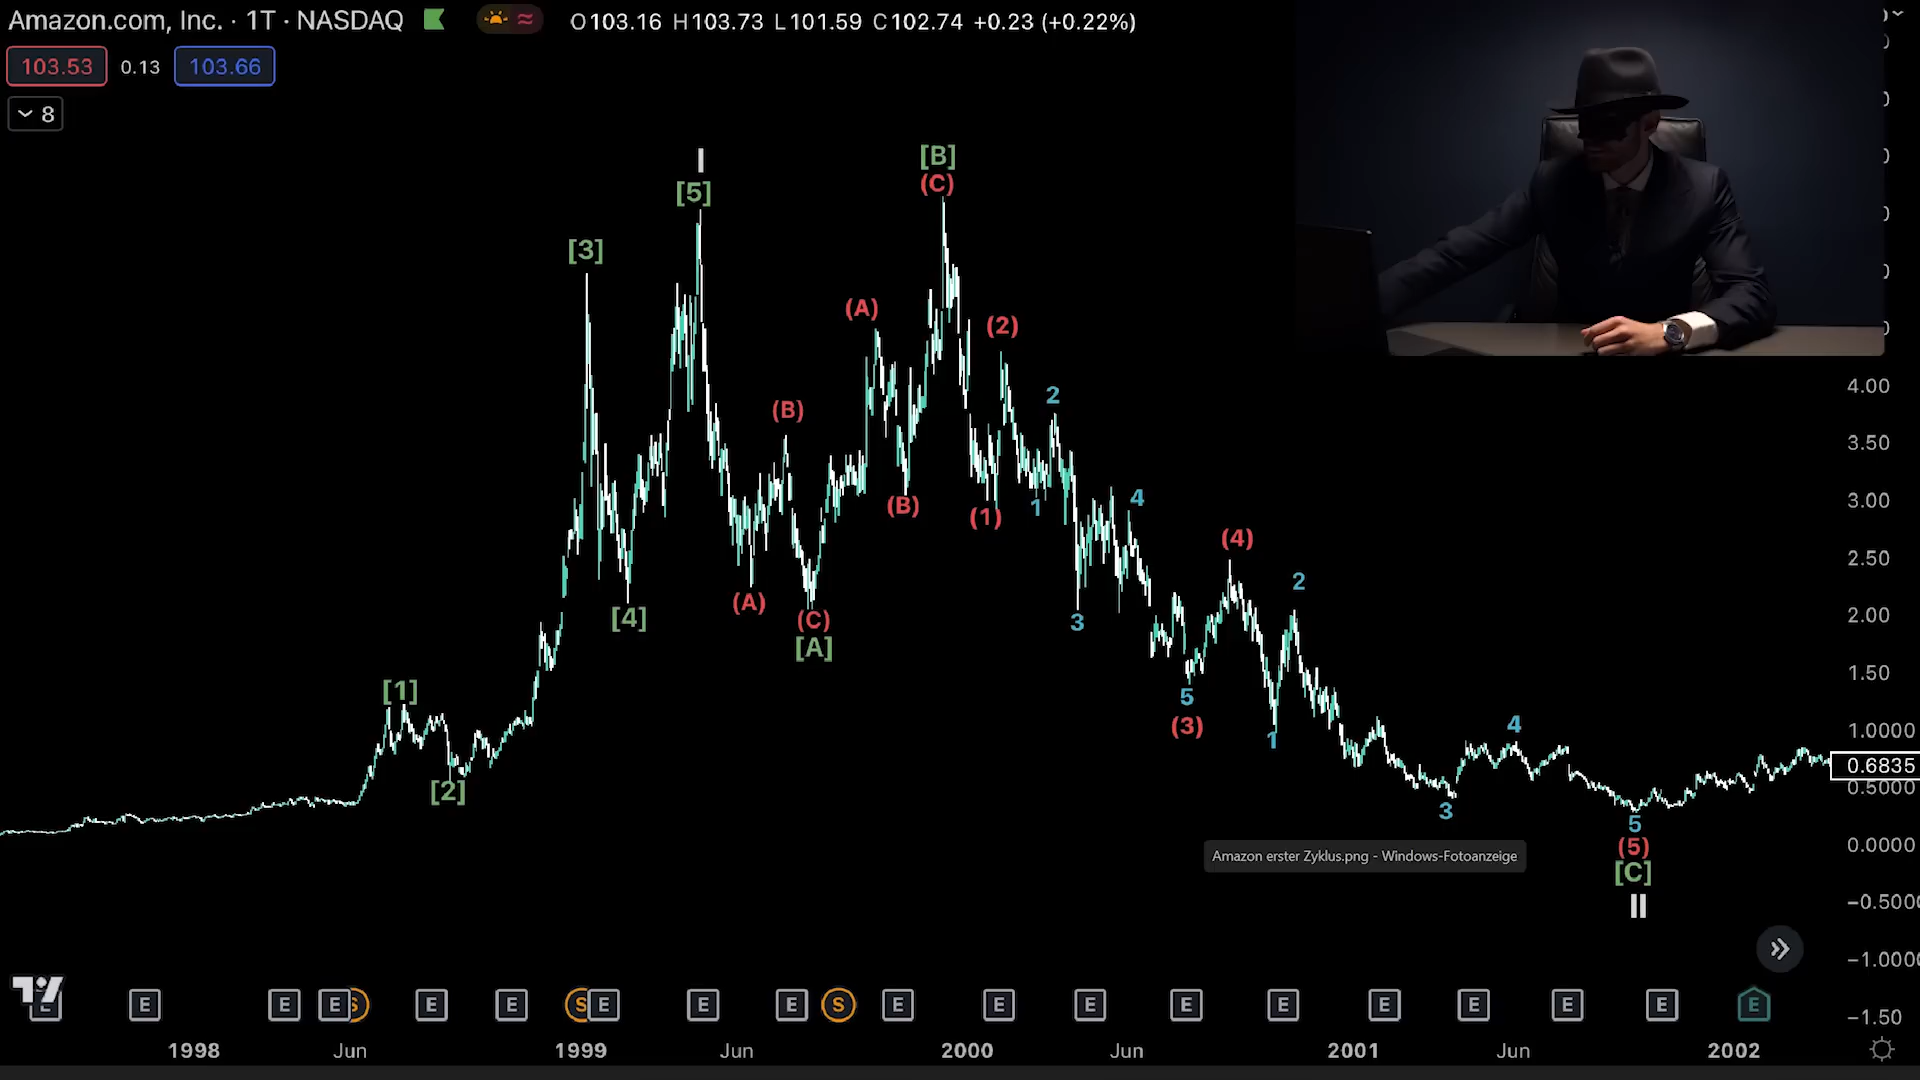 Amazon.com, Inc. · 1T · NASDAQ O103.16 H103.73 L101.59 C102.74 +0.23 (+0.22%)
103.53 0.13 103.66
8
I
[5]
[3]
[B]
(C)
(A)
(2)
(B)
2
4.00
3.50
(B)
(1)
1
4
3.00
(4)
2.50
2
[4]
(A)
(C)
[A]
3
2.00
1.50
[1]
5
(3)
1
4
1.0000
0.6835
[2]
0.5000
3
5
(5)
[C]
II
0.0000
Amazon erster Zyklus.png - Windows-Fotoanzeige
−0.5000
−1.0000
−1.50
E E E E S E E S E E E S E E E E E E E E E E
1998 Jun 1999 Jun 2000 Jun 2001 Jun 2002